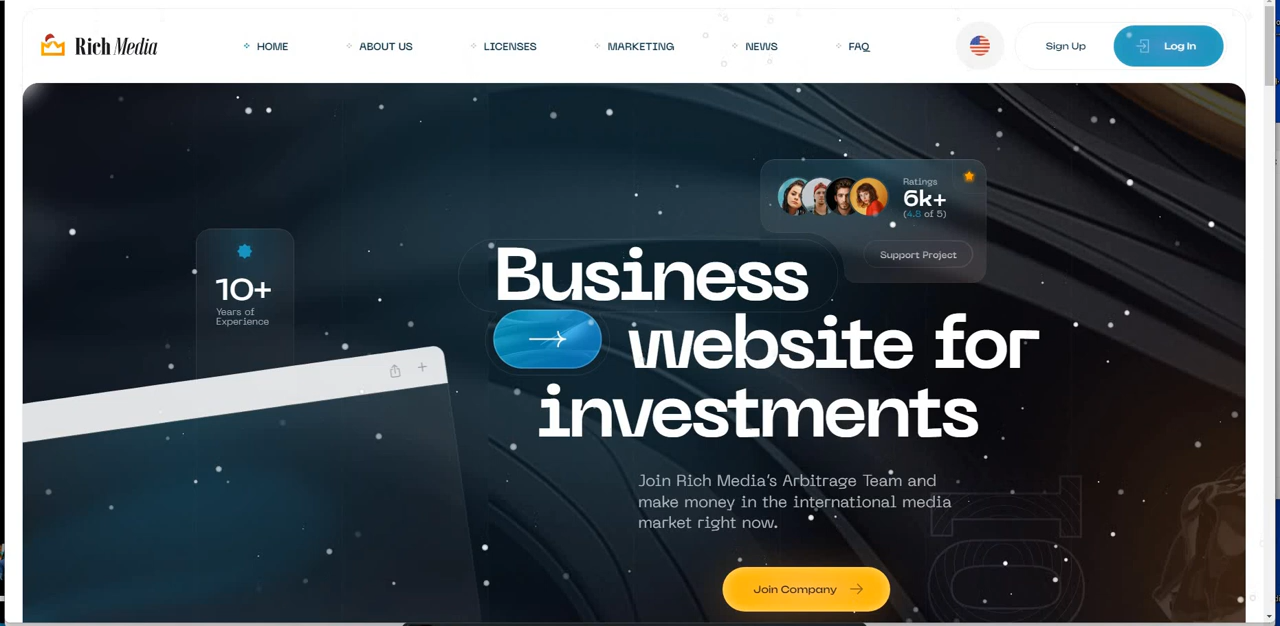 Rich Media
HOME
ABOUT US
LICENSES
MARKETING
NEWS
FAQ
Sign Up
Log In
Ratings
6k+
(4.8 of 5)
Support Project
10+
Years of
Experience
Business
website for
investments
Join Rich Media's Arbitrage Team and
make money in the international media
market right now.
Join Company